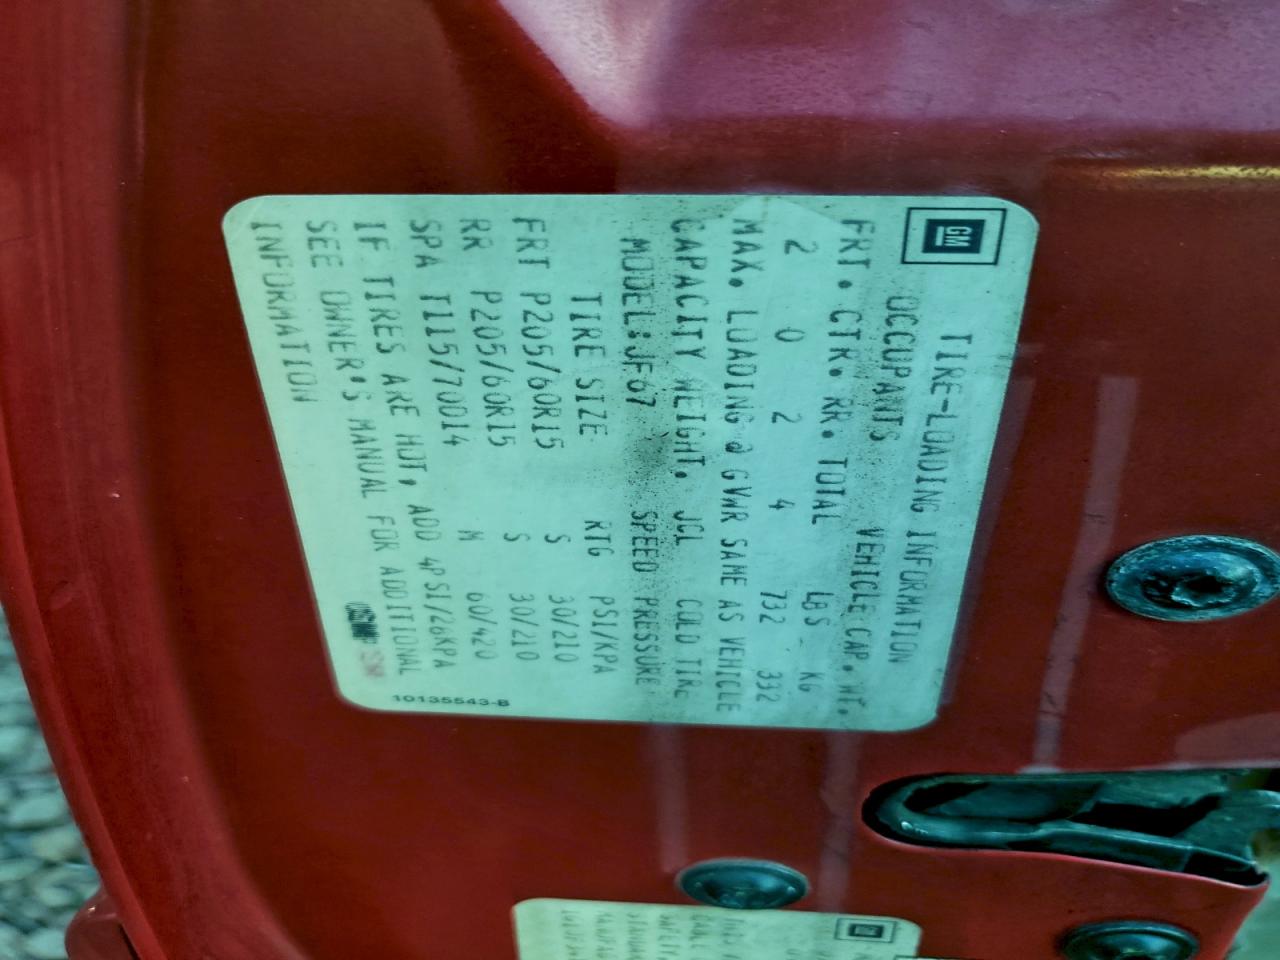 GM
TIRE-LOADING INFORMATION
OCCUPANTS VEHICLE CAP. WT.
FRT. CTR. RR. TOTAL LBS KG
2 0 2 4 732 332
MAX. LOADING @ GVWR SAME AS VEHICLE
CAPACITY WEIGHT. JGL COLD TIRE
MODEL:JF67 SPEED PRESSURE
TIRE SIZE RTG PSI/KPA
FRT P205/60R15 S 30/210
RR P205/60R15 S 30/210
SPA T115/70D14 M 60/420
IF TIRES ARE HOT, ADD 4PSI/26KPA
SEE OWNER'S MANUAL FOR ADDITIONAL
INFORMATION
10135543-B
GM